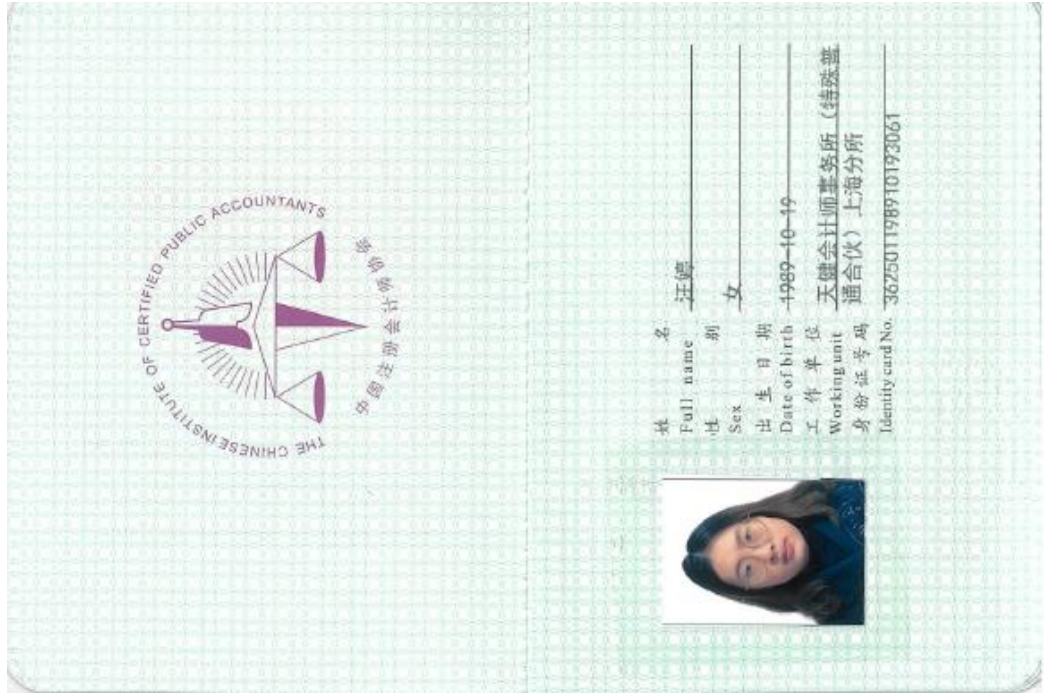 THE CHINESE INSTITUTE OF CERTIFIED PUBLIC ACCOUNTANTS
中国注册会计师协会
姓 名 汪婷
Full name
性 别
Sex 女
出 生 日 期
Date of birth 1989-10-19
工 作 单 位 天健会计师事务所（特殊普
Working unit 通合伙）上海分所
身 份 证 号 码
Identity card No. 362501198910193061